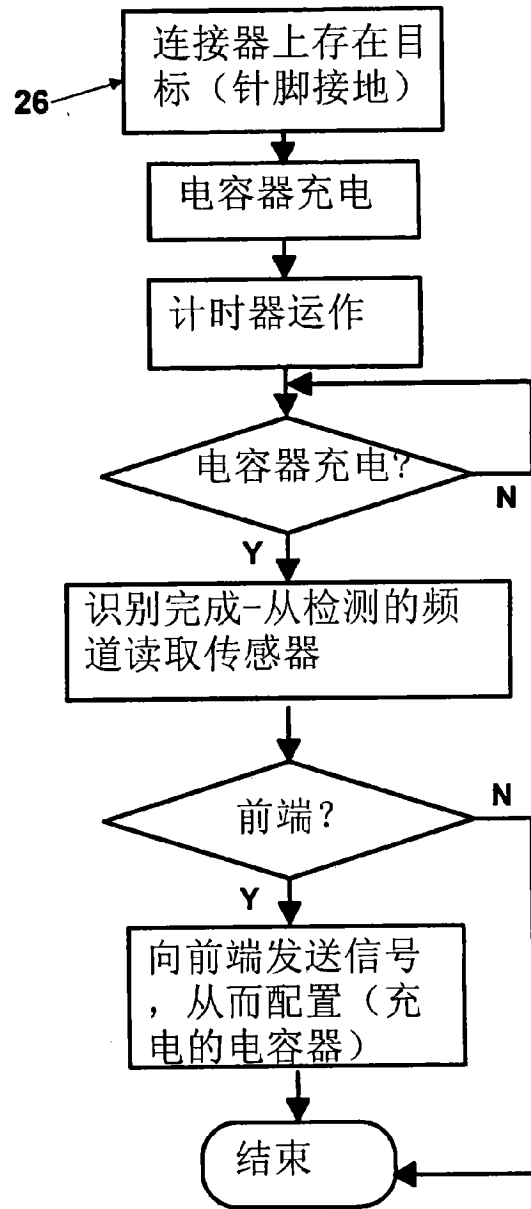 连接器上存在目
标（针脚接地）
26
电容器充电
计时器运作
电容器充电?
N
Y
识别完成-从检测的频
道读取传感器
前端?
N
Y
向前端发送信号
，从而配置（充
电的电容器）
结束